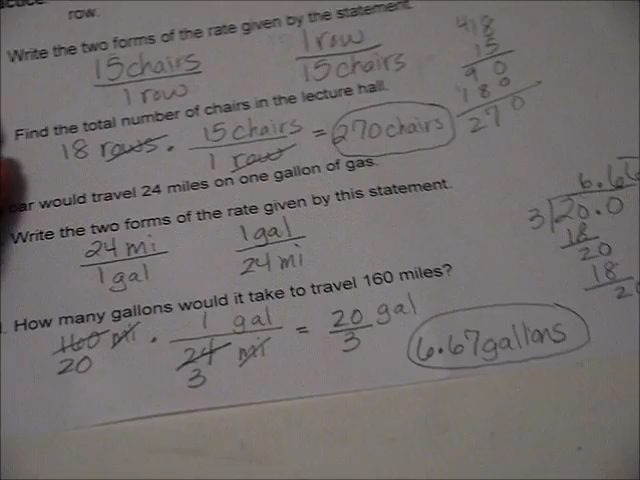 row.
Write the two forms of the rate given by the statement.
15 chairs / 1 row    1 row / 15 chairs
418
15
90
180
270
Find the total number of chairs in the lecture hall.
18 rows · 15 chairs / 1 row = 270 chairs
car would travel 24 miles on one gallon of gas.
Write the two forms of the rate given by this statement.
24 mi / 1 gal    1 gal / 24 mi
6.6
3 20.0
18
20
18
20
How many gallons would it take to travel 160 miles?
160 mi · 1 gal / 24 mi = 20 / 3 gal    6.67 gallons
20    3